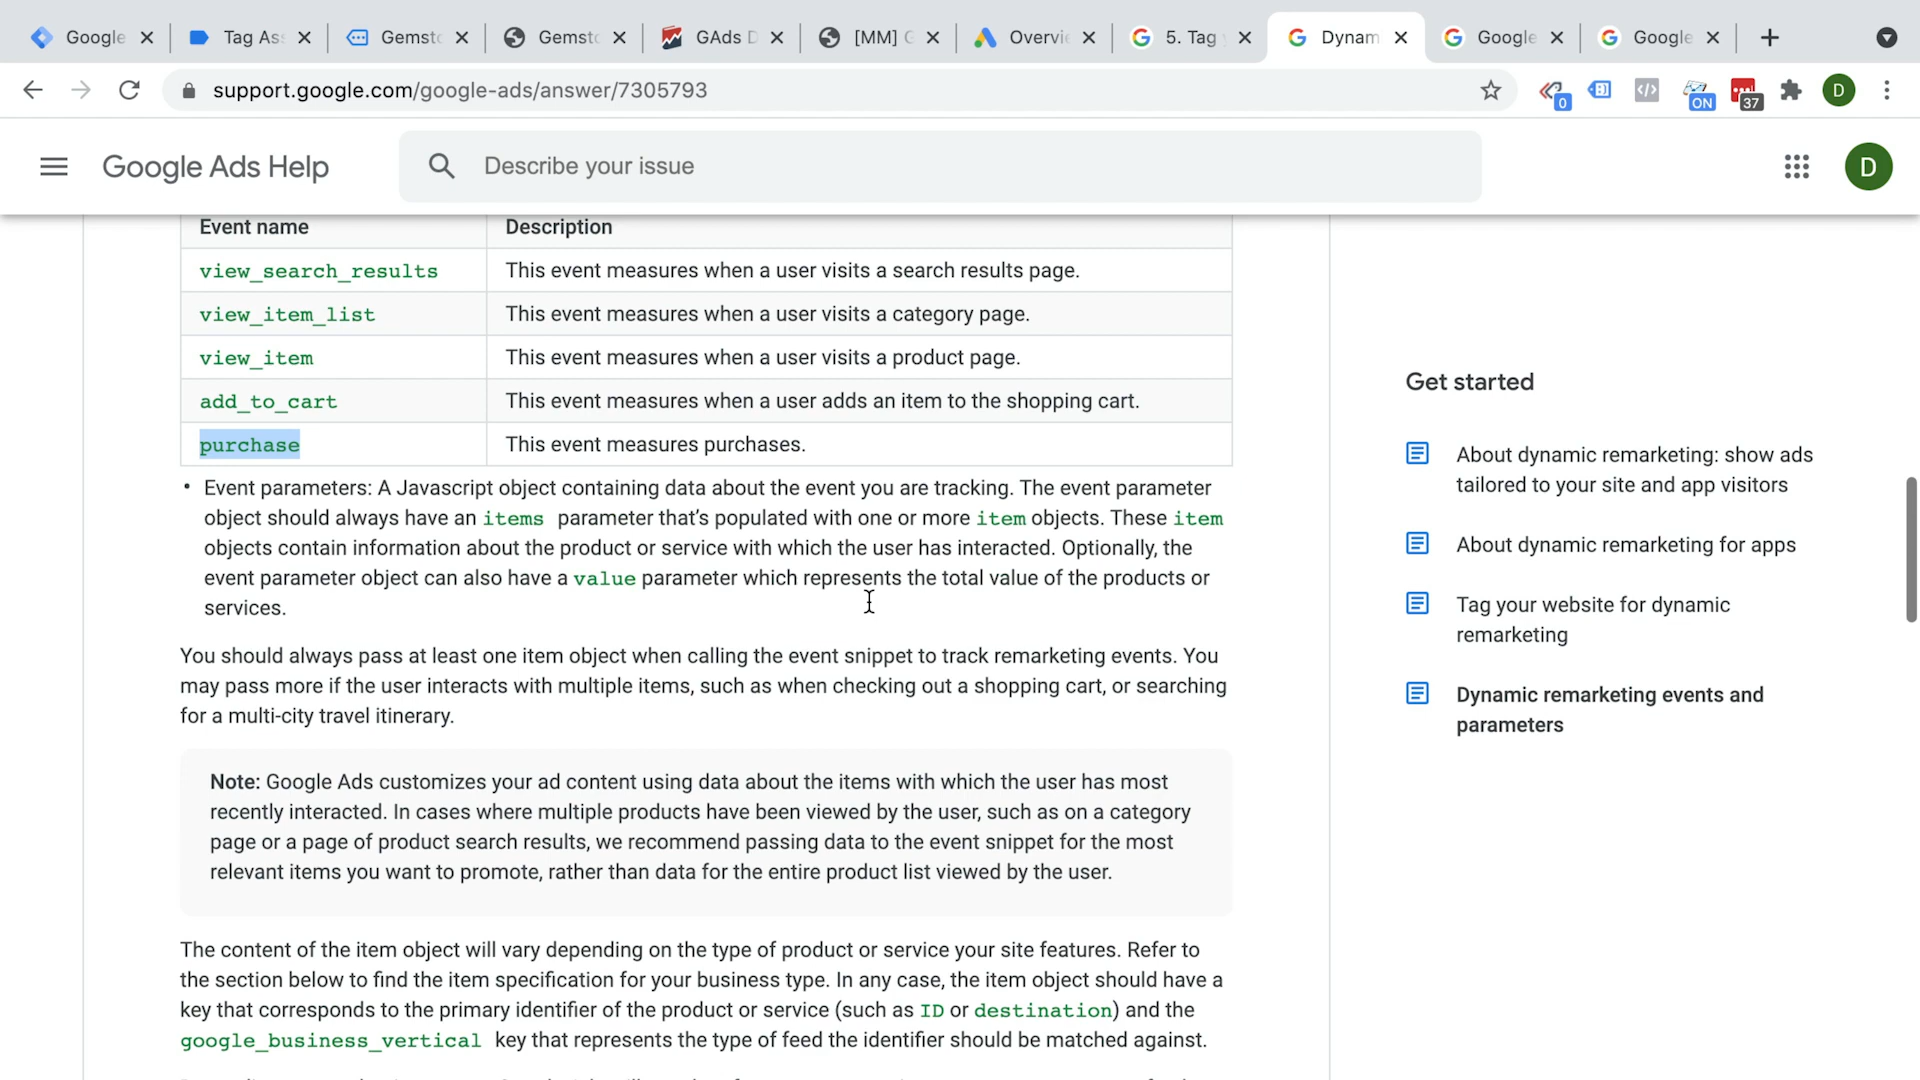 Google
Tag As
Gemsto
Gemsto
GAds D
[MM] G
Overvie
5. Tag
Dynam
Google
Google
support.google.com/google-ads/answer/7305793
0
ON
37
D
Google Ads Help
Describe your issue
D
Event name
Description
view_search_results
This event measures when a user visits a search results page.
view_item_list
This event measures when a user visits a category page.
view_item
This event measures when a user visits a product page.
add_to_cart
This event measures when a user adds an item to the shopping cart.
purchase
This event measures purchases.
• Event parameters: A Javascript object containing data about the event you are tracking. The event parameter
object should always have an items parameter that's populated with one or more item objects. These item
objects contain information about the product or service with which the user has interacted. Optionally, the
event parameter object can also have a value parameter which represents the total value of the products or
services.
You should always pass at least one item object when calling the event snippet to track remarketing events. You
may pass more if the user interacts with multiple items, such as when checking out a shopping cart, or searching
for a multi-city travel itinerary.
Note: Google Ads customizes your ad content using data about the items with which the user has most
recently interacted. In cases where multiple products have been viewed by the user, such as on a category
page or a page of product search results, we recommend passing data to the event snippet for the most
relevant items you want to promote, rather than data for the entire product list viewed by the user.
The content of the item object will vary depending on the type of product or service your site features. Refer to
the section below to find the item specification for your business type. In any case, the item object should have a
key that corresponds to the primary identifier of the product or service (such as ID or destination) and the
google_business_vertical key that represents the type of feed the identifier should be matched against.
Get started
About dynamic remarketing: show ads
tailored to your site and app visitors
About dynamic remarketing for apps
Tag your website for dynamic
remarketing
Dynamic remarketing events and
parameters